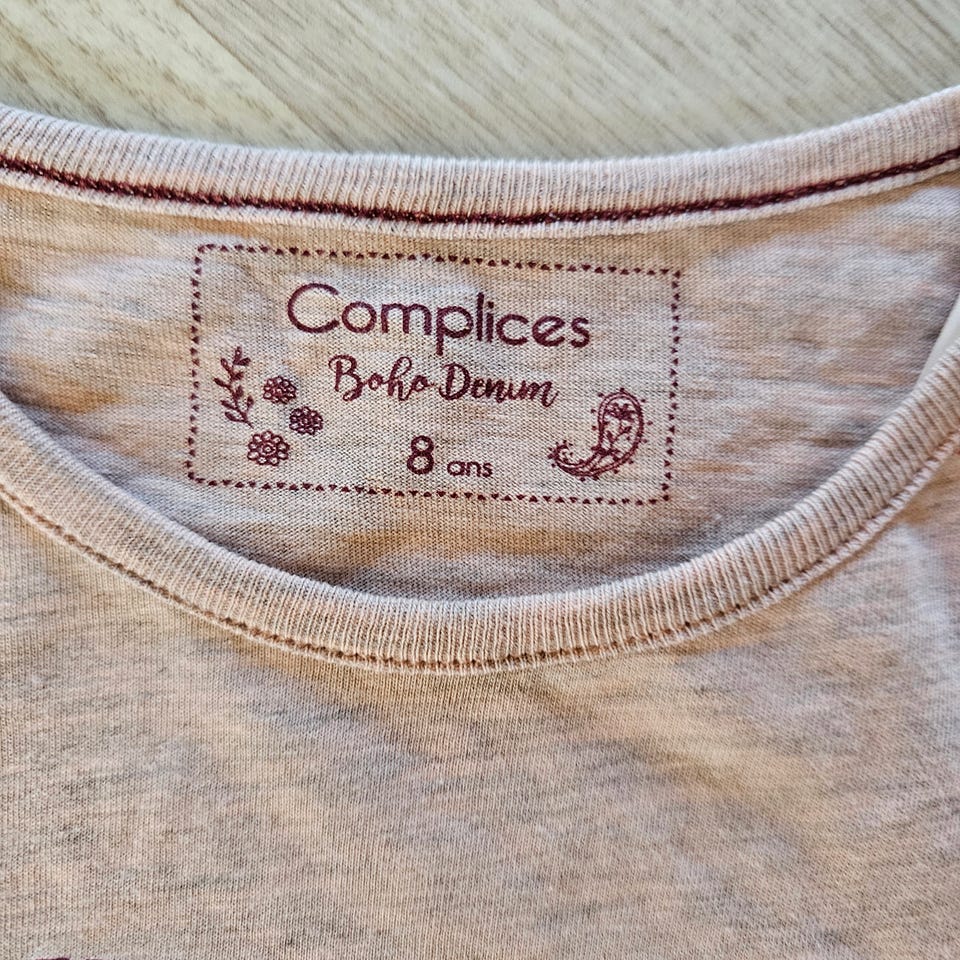 Complices
Boho Denim
8 ans